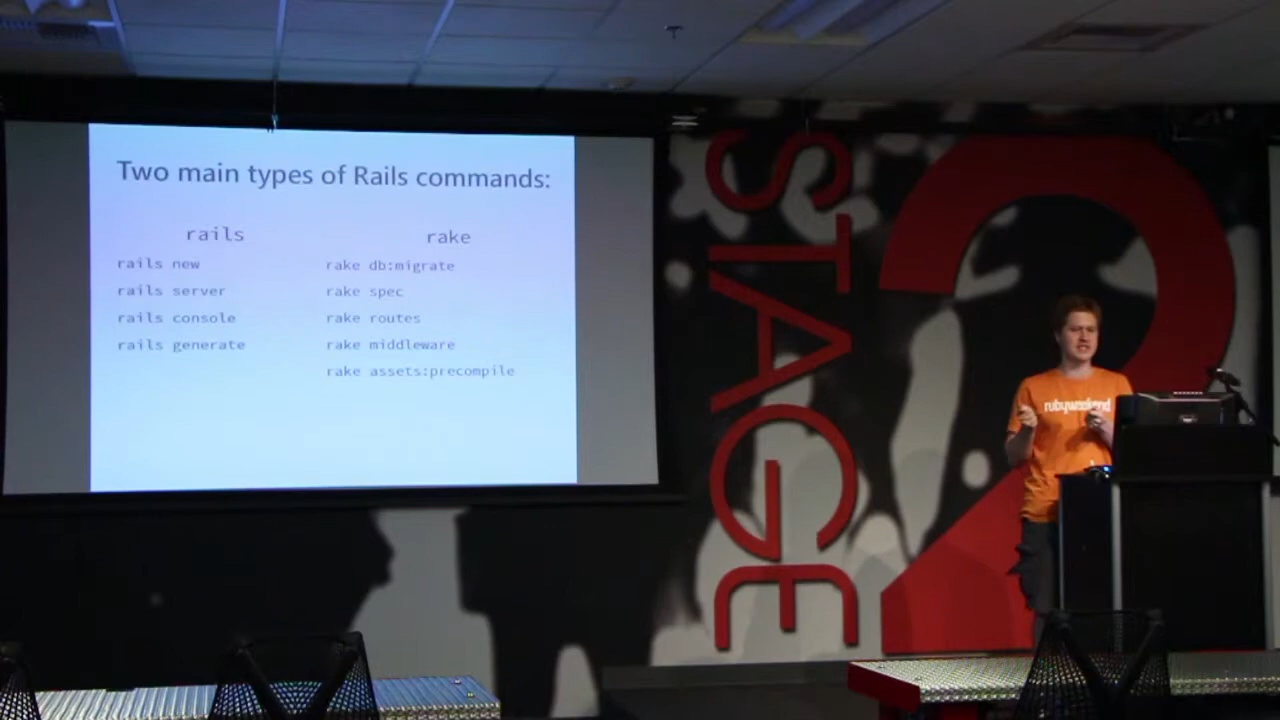 Two main types of Rails commands:
rails
rails new
rails server
rails console
rails generate
rake
rake db:migrate
rake spec
rake routes
rake middleware
rake assets:precompile
STAGE
2
rubyweekend